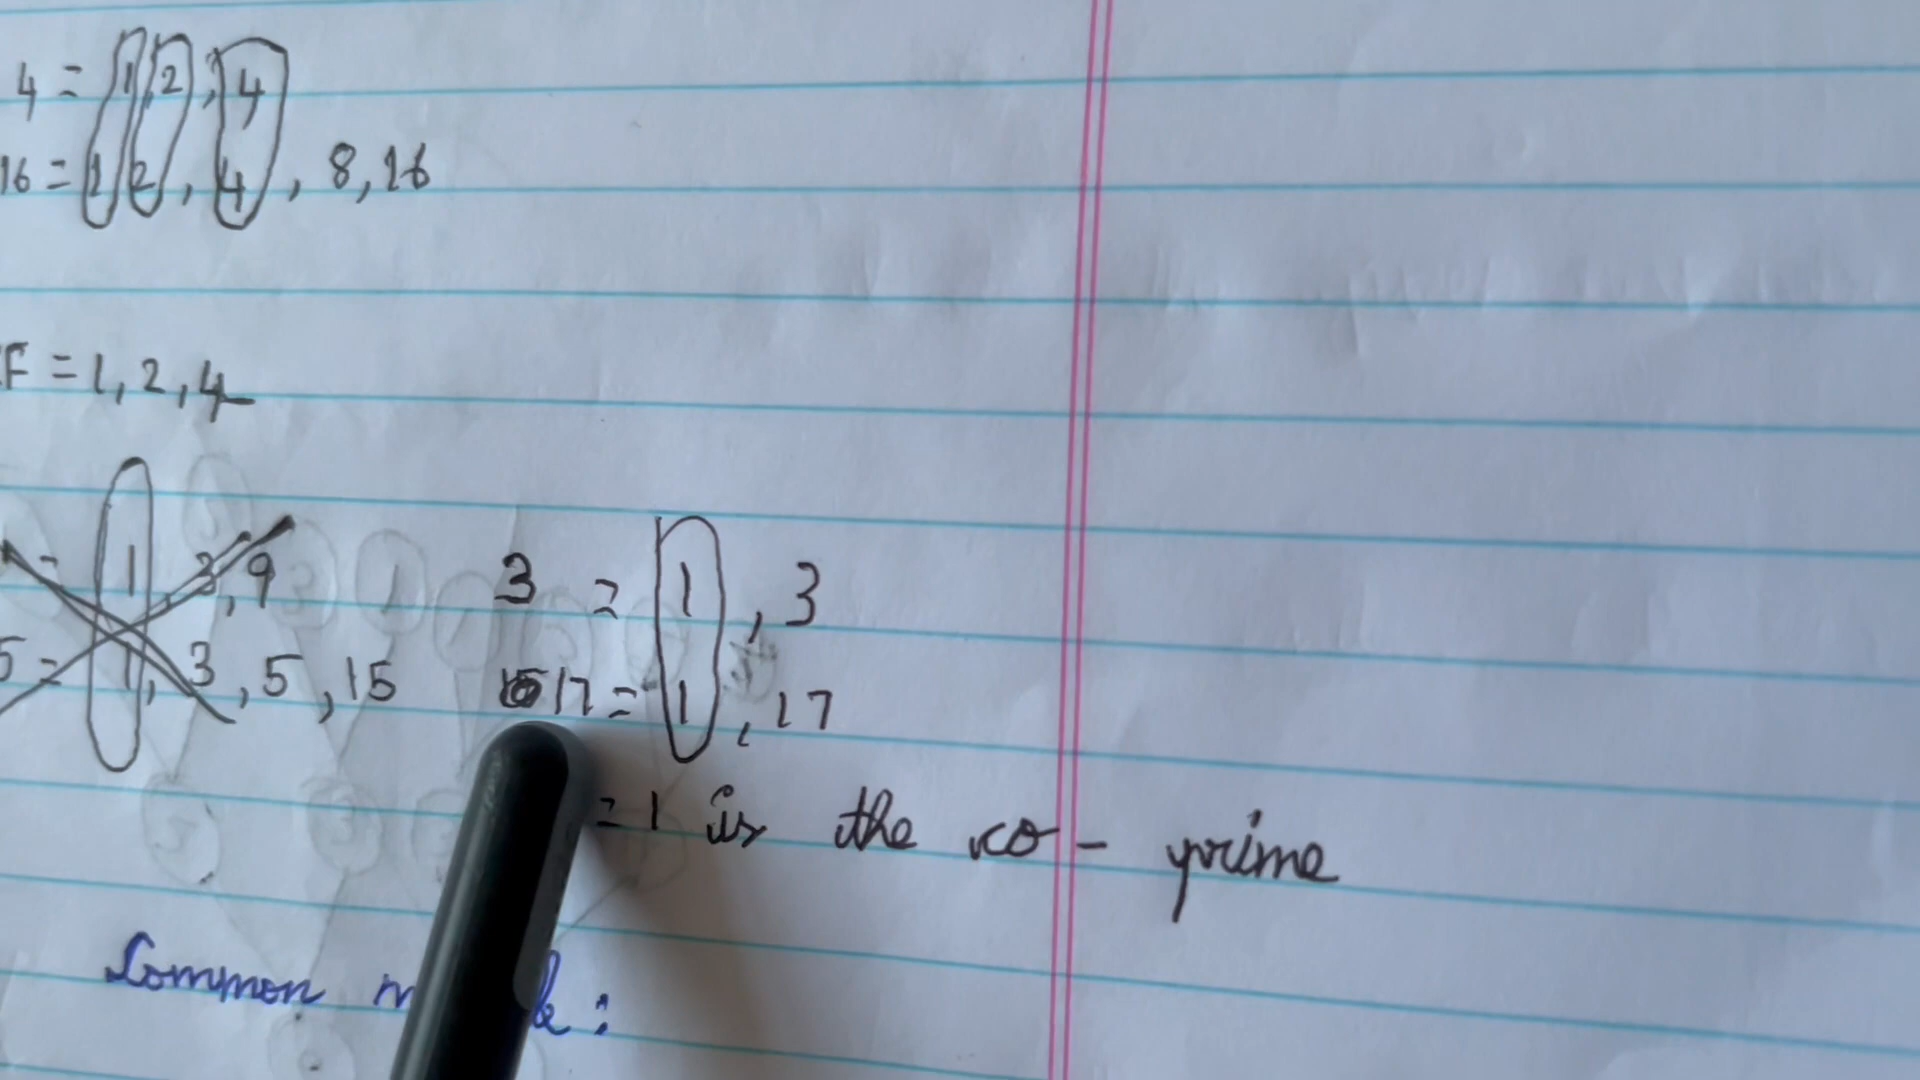 4 = 1, 2, 4
16 = 1 2, 4, 8, 16
F = 1, 2, 4
= 1, 3, 9
5 = 1, 3, 5, 15
3 = 1, 3
17 = 1, 17
= 1 is the co - prime
Common